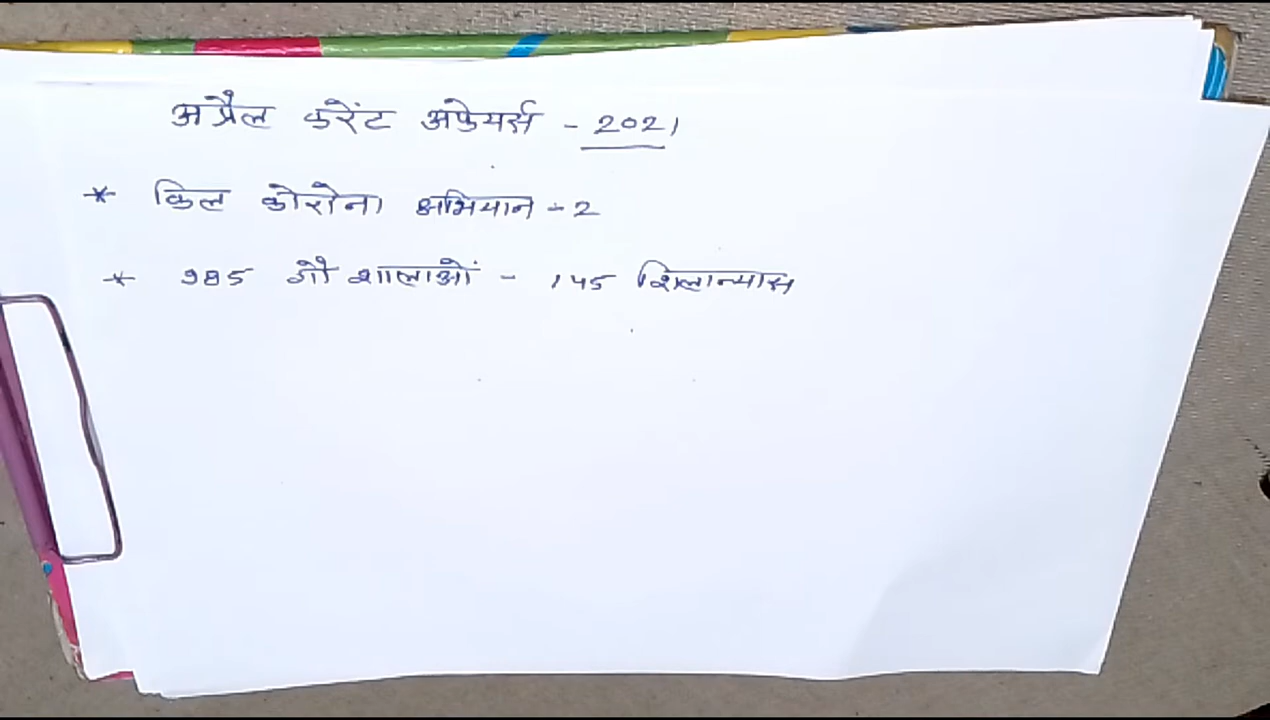 अप्रैल करेंट अफेयर्स - 2021
* किल कोरोना अभियान - 2
* 985 गौ शालाओं - 145 शिलान्यास